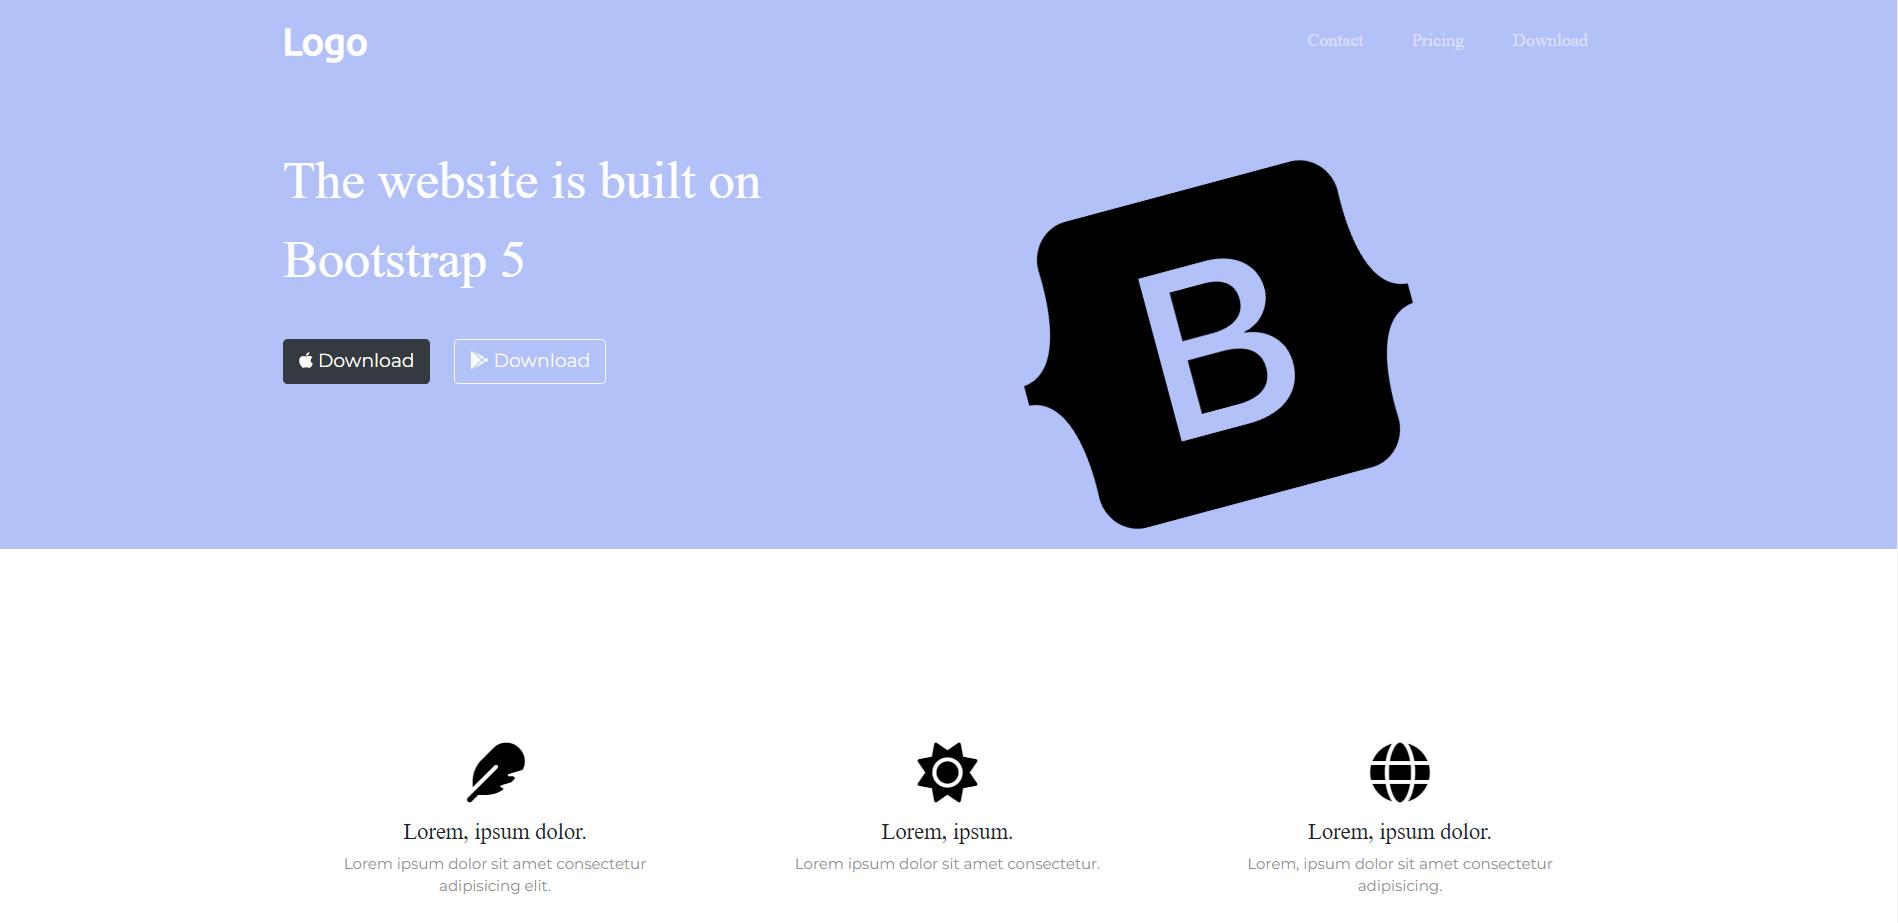 Logo
Contact Pricing Download
The website is built on
Bootstrap 5
Download Download
B
Lorem, ipsum dolor.
Lorem ipsum dolor sit amet consectetur
adipisicing elit.
Lorem, ipsum.
Lorem ipsum dolor sit amet consectetur.
Lorem, ipsum dolor.
Lorem, ipsum dolor sit amet consectetur
adipisicing.